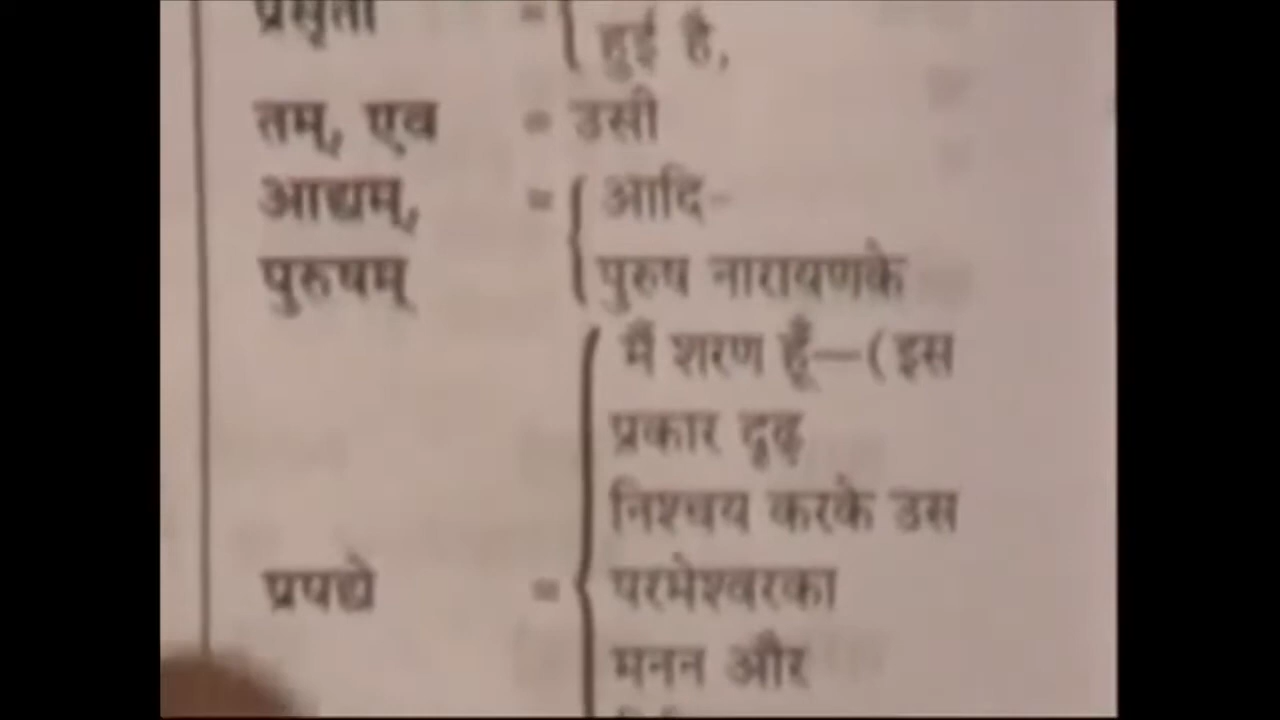 प्रसृता = { हुई है,
तम्, एव = उसी
आद्यम्, = { आदि-
पुरुषम् पुरुष नारायणके
मैं शरण हूँ—(इस
प्रकार दृढ़
निश्चय करके उस
प्रपद्ये = { परमेश्वरका
मनन और